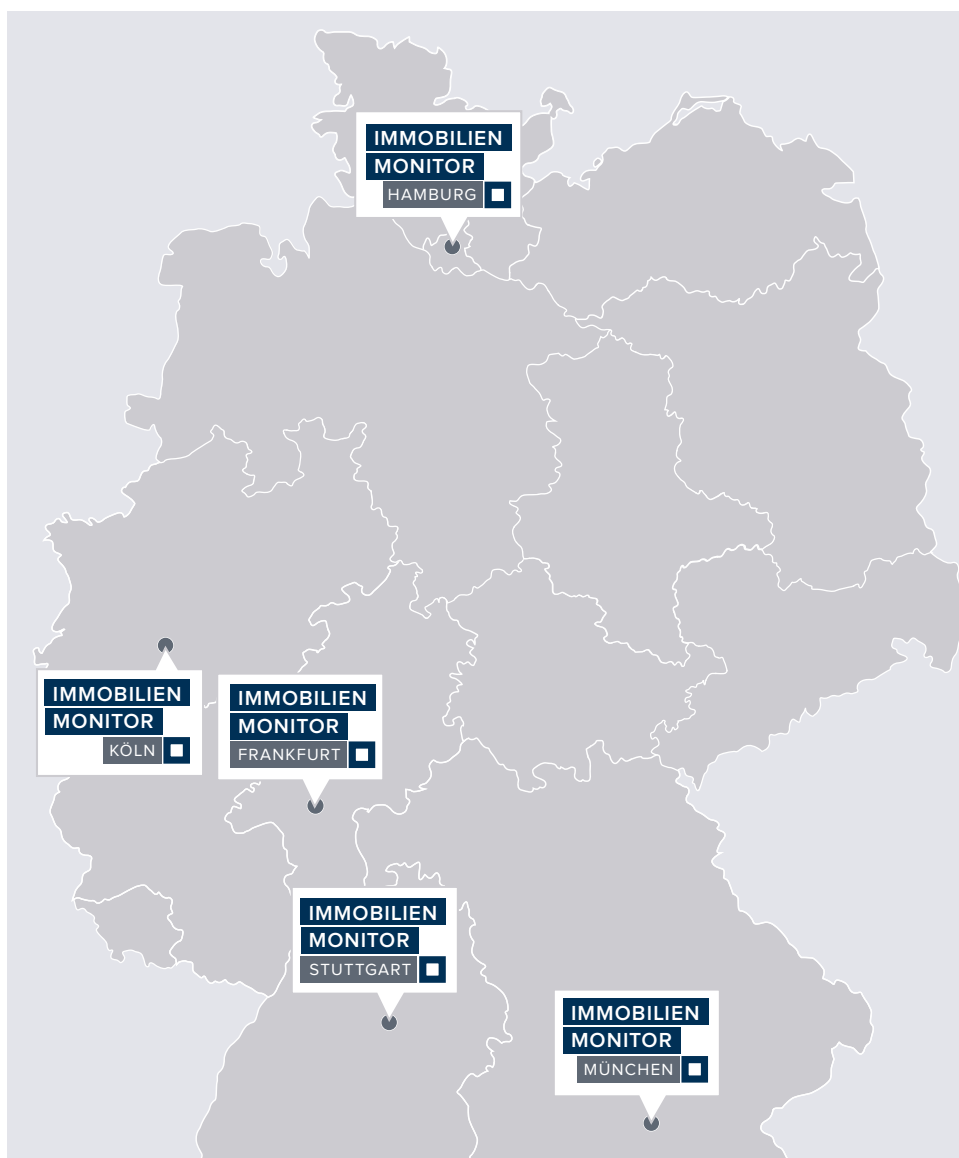 IMMOBILIEN
MONITOR
HAMBURG
IMMOBILIEN
MONITOR
KÖLN
IMMOBILIEN
MONITOR
FRANKFURT
IMMOBILIEN
MONITOR
STUTTGART
IMMOBILIEN
MONITOR
MÜNCHEN